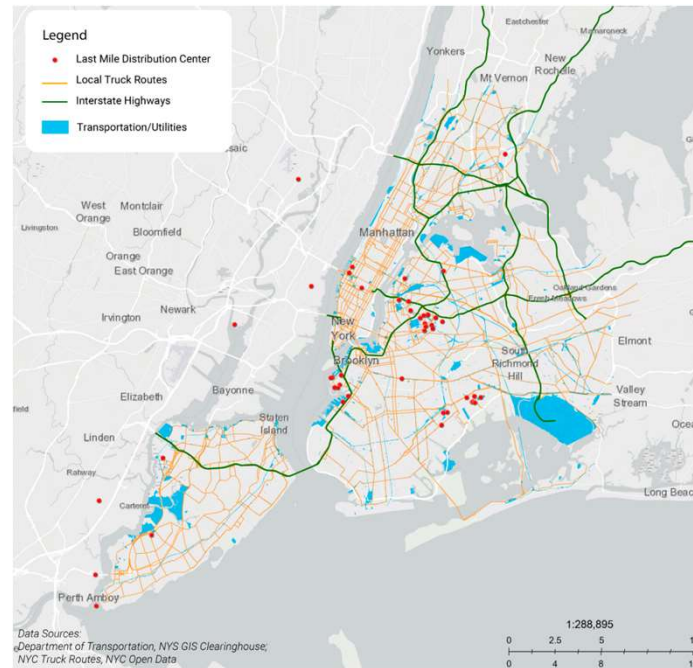 Legend
Last Mile Distribution Center
Local Truck Routes
Interstate Highways
Transportation/Utilities
Eastchester
Mamaroneck
Yonkers
New
Rochelle
Mt Vernon
West
Orange
Montclair
Livingston
Bloomfield
Manhattan
Orange
East Orange
Newark
Irvington
Oakland Gardens
Fresh Meadows
New
York
Elmont
Brooklyn
South
Richmond
Hill
Bayonne
Elizabeth
Valley
Stream
Staten
Island
Linden
Rahway
Long Beac
Carteret
Perth Amboy
1:288,895
Data Sources:
Department of Transportation, NYS GIS Clearinghouse;
NYC Truck Routes, NYC Open Data
0 2.5 5
0 4 8